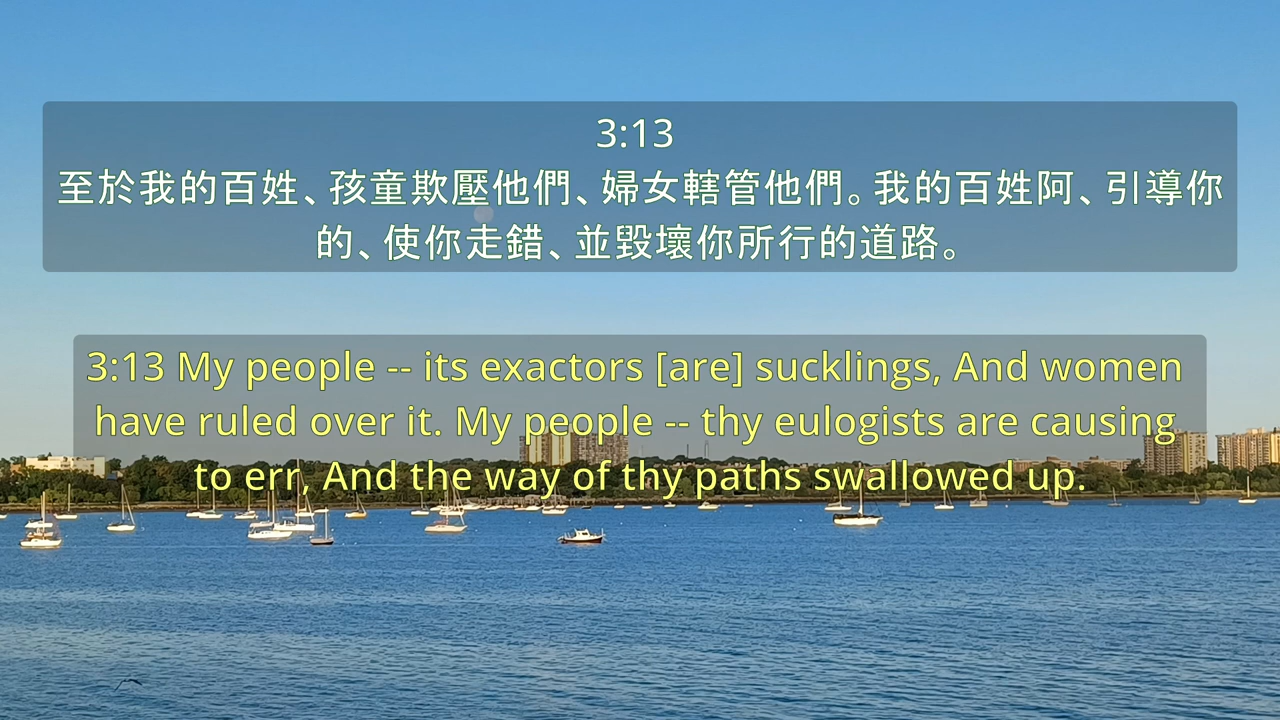 3:13
至於我的百姓、孩童欺壓他們、婦女轄管他們。我的百姓阿、引導你
的、使你走錯、並毀壞你所行的道路。
3:13 My people -- its exactors [are] sucklings, And women
have ruled over it. My people -- thy eulogists are causing
to err, And the way of thy paths swallowed up.